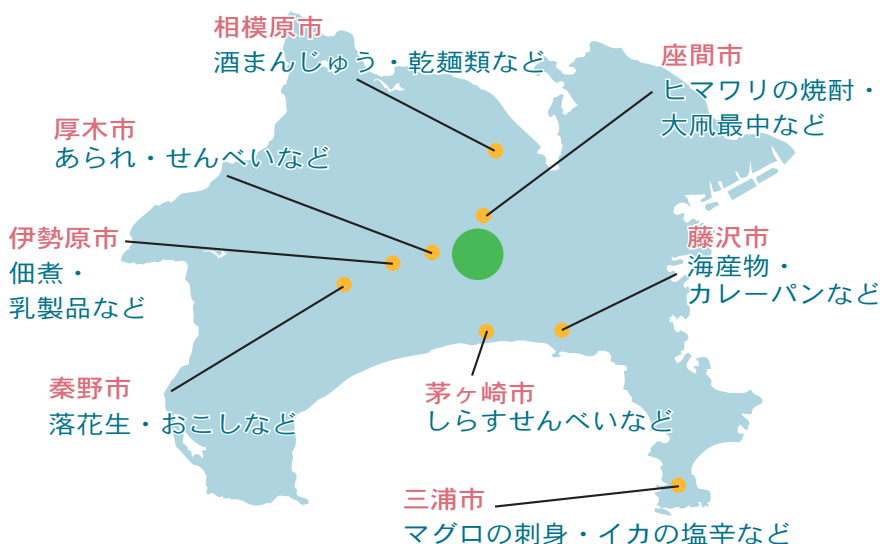 相模原市
酒まんじゅう・乾麺類など
座間市
ヒマワリの焼酎・
大凧最中など
厚木市
あられ・せんべいなど
伊勢原市
佃煮・
乳製品など
藤沢市
海産物・
カレーパンなど
秦野市
落花生・おこしなど
茅ヶ崎市
しらすせんべいなど
三浦市
マグロの刺身・イカの塩辛など